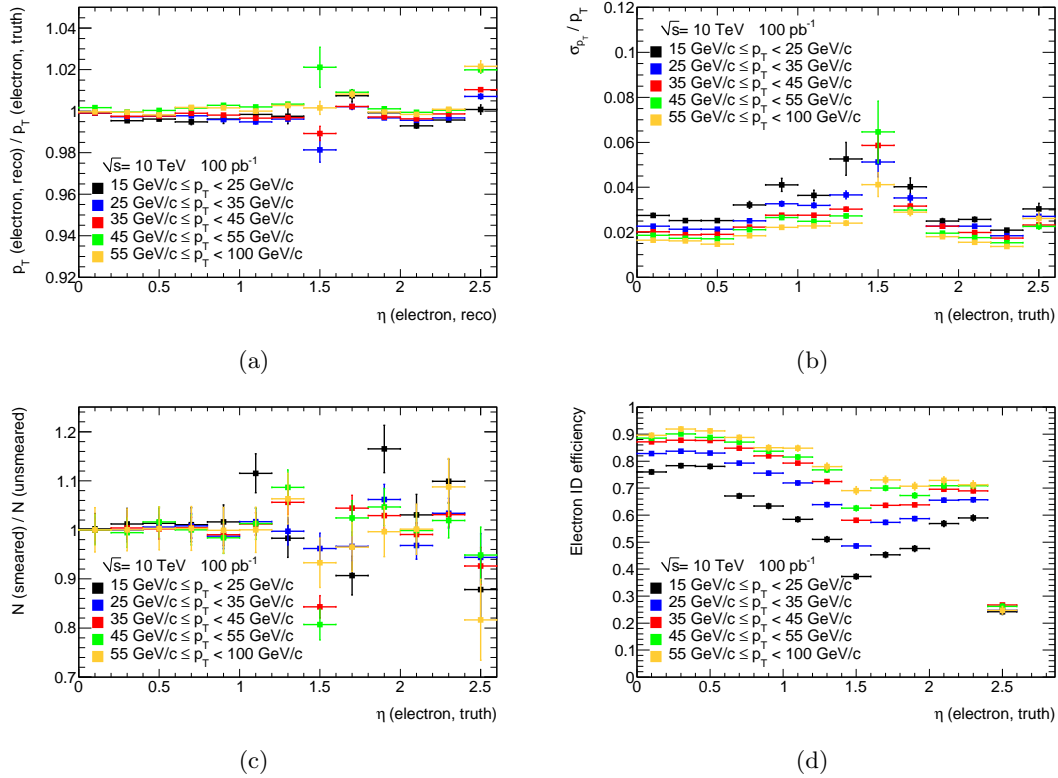 p_T (electron, reco) / p_T (electron, truth)
1.04
1.02
1
0.98
0.96
0.94
0.92
√s= 10 TeV 100 pb⁻¹
15 GeV/c ≤ p_T < 25 GeV/c
25 GeV/c ≤ p_T < 35 GeV/c
35 GeV/c ≤ p_T < 45 GeV/c
45 GeV/c ≤ p_T < 55 GeV/c
55 GeV/c ≤ p_T < 100 GeV/c
0 0.5 1 1.5 2 2.5
η (electron, reco)
(a)
σ_p_T / p_T
0.12
0.1
0.08
0.06
0.04
0.02
0
√s= 10 TeV 100 pb⁻¹
15 GeV/c ≤ p_T < 25 GeV/c
25 GeV/c ≤ p_T < 35 GeV/c
35 GeV/c ≤ p_T < 45 GeV/c
45 GeV/c ≤ p_T < 55 GeV/c
55 GeV/c ≤ p_T < 100 GeV/c
0 0.5 1 1.5 2 2.5
η (electron, truth)
(b)
N (smeared) / N (unsmeared)
1.2
1.1
1
0.9
0.8
0.7
√s= 10 TeV 100 pb⁻¹
15 GeV/c ≤ p_T < 25 GeV/c
25 GeV/c ≤ p_T < 35 GeV/c
35 GeV/c ≤ p_T < 45 GeV/c
45 GeV/c ≤ p_T < 55 GeV/c
55 GeV/c ≤ p_T < 100 GeV/c
0 0.5 1 1.5 2 2.5
η (electron, truth)
(c)
Electron ID efficiency
1
0.9
0.8
0.7
0.6
0.5
0.4
0.3
0.2
0.1
0
√s= 10 TeV 100 pb⁻¹
15 GeV/c ≤ p_T < 25 GeV/c
25 GeV/c ≤ p_T < 35 GeV/c
35 GeV/c ≤ p_T < 45 GeV/c
45 GeV/c ≤ p_T < 55 GeV/c
55 GeV/c ≤ p_T < 100 GeV/c
0 0.5 1 1.5 2 2.5
η (electron, truth)
(d)